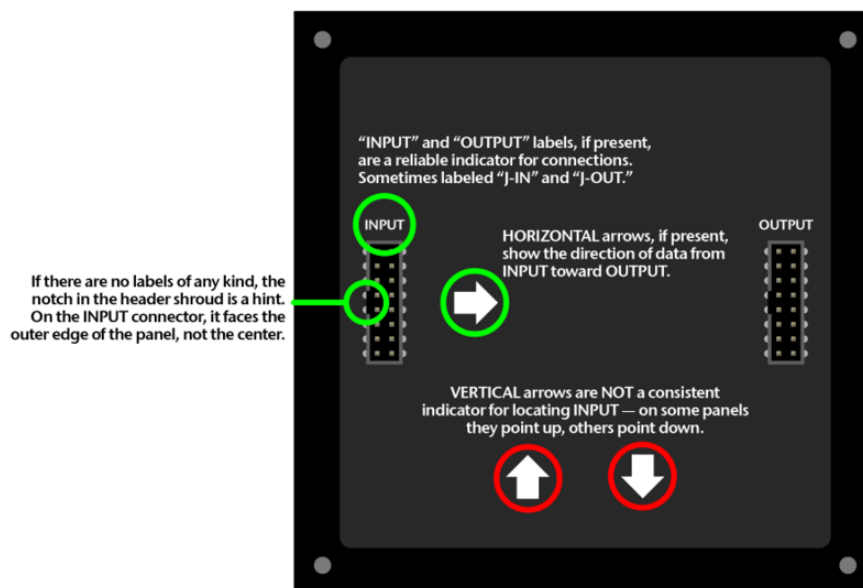 “INPUT” and “OUTPUT” labels, if present,
are a reliable indicator for connections.
Sometimes labeled “J-IN” and “J-OUT.”
INPUT
OUTPUT
HORIZONTAL arrows, if present,
show the direction of data from
INPUT toward OUTPUT.
If there are no labels of any kind, the
notch in the header shroud is a hint.
On the INPUT connector, it faces the
outer edge of the panel, not the center.
VERTICAL arrows are NOT a consistent
indicator for locating INPUT — on some panels
they point up, others point down.